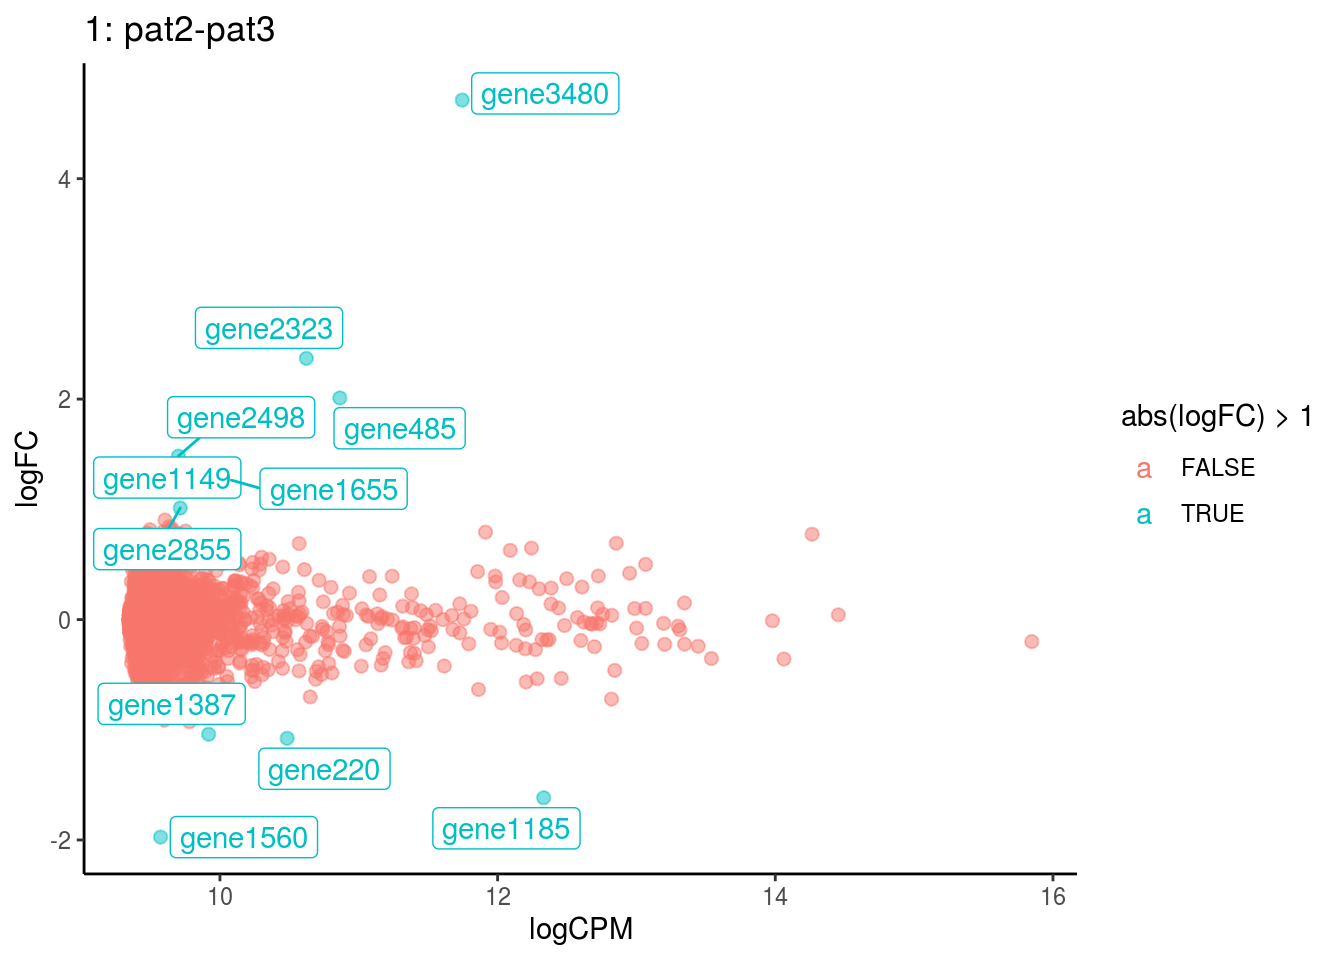 1: pat2-pat3
gene3480
4
gene2323
2
gene2498
gene485
gene1149
gene1655
gene2855
0
gene1387
gene220
gene1185
gene1560
-2
logFC
10
12
14
16
logCPM
abs(logFC) > 1
a FALSE
a TRUE